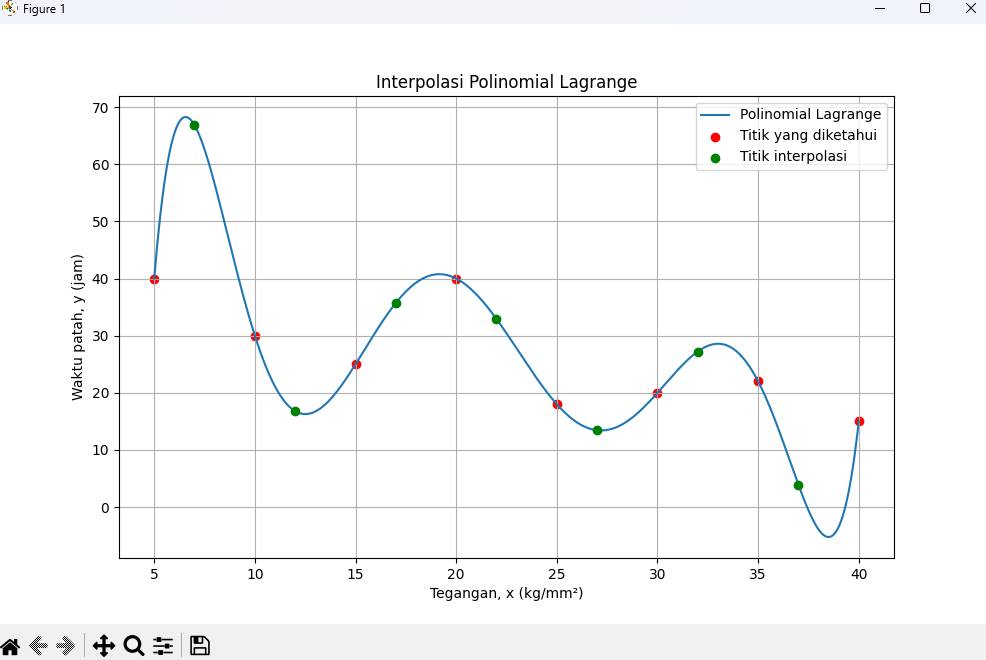 Figure 1
Interpolasi Polinomial Lagrange
Polinomial Lagrange
Titik yang diketahui
Titik interpolasi
70
60
50
40
30
20
10
0
Waktu patah, y (jam)
5 10 15 20 25 30 35 40
Tegangan, x (kg/mm²)